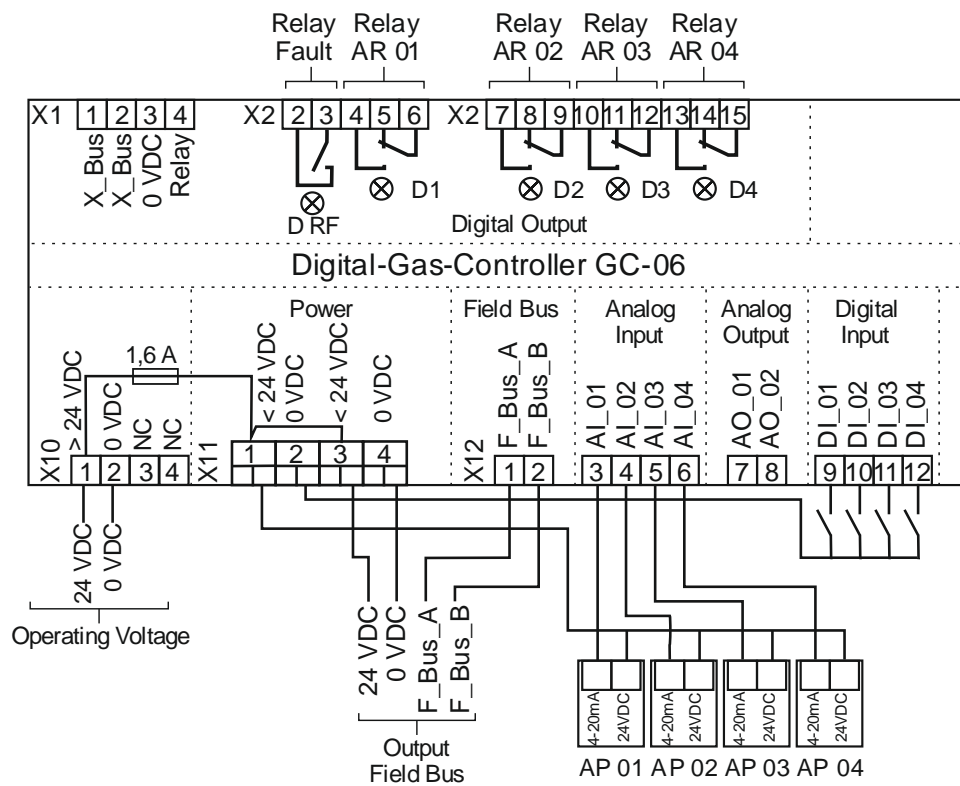 Relay Relay Relay Relay Relay
Fault AR 01 AR 02 AR 03 AR 04
X1 1 2 3 4 X2 2 3 4 5 6 X2 7 8 9 10 11 12 13 14 15
X_Bus
X_Bus
0 VDC
Relay
D RF D1 D2 D3 D4
Digital Output
Digital-Gas-Controller GC-06
Power Field Bus Analog Analog Digital
Input Output Input
1,6 A
> 24 VDC
0 VDC
NC
NC
< 24 VDC
0 VDC
< 24 VDC
0 VDC
F_Bus_A
F_Bus_B
AI_01
AI_02
AI_03
AI_04
AO_01
AO_02
DI_01
DI_02
DI_03
DI_04
X10 1 2 3 4 X11 1 2 3 4 X12 1 2 3 4 5 6 7 8 9 10 11 12
24 VDC
0 VDC
Operating Voltage
24 VDC
0 VDC
F_Bus_A
F_Bus_B
Output
Field Bus
4-20mA
24VDC
4-20mA
24VDC
4-20mA
24VDC
4-20mA
24VDC
AP 01 AP 02 AP 03 AP 04